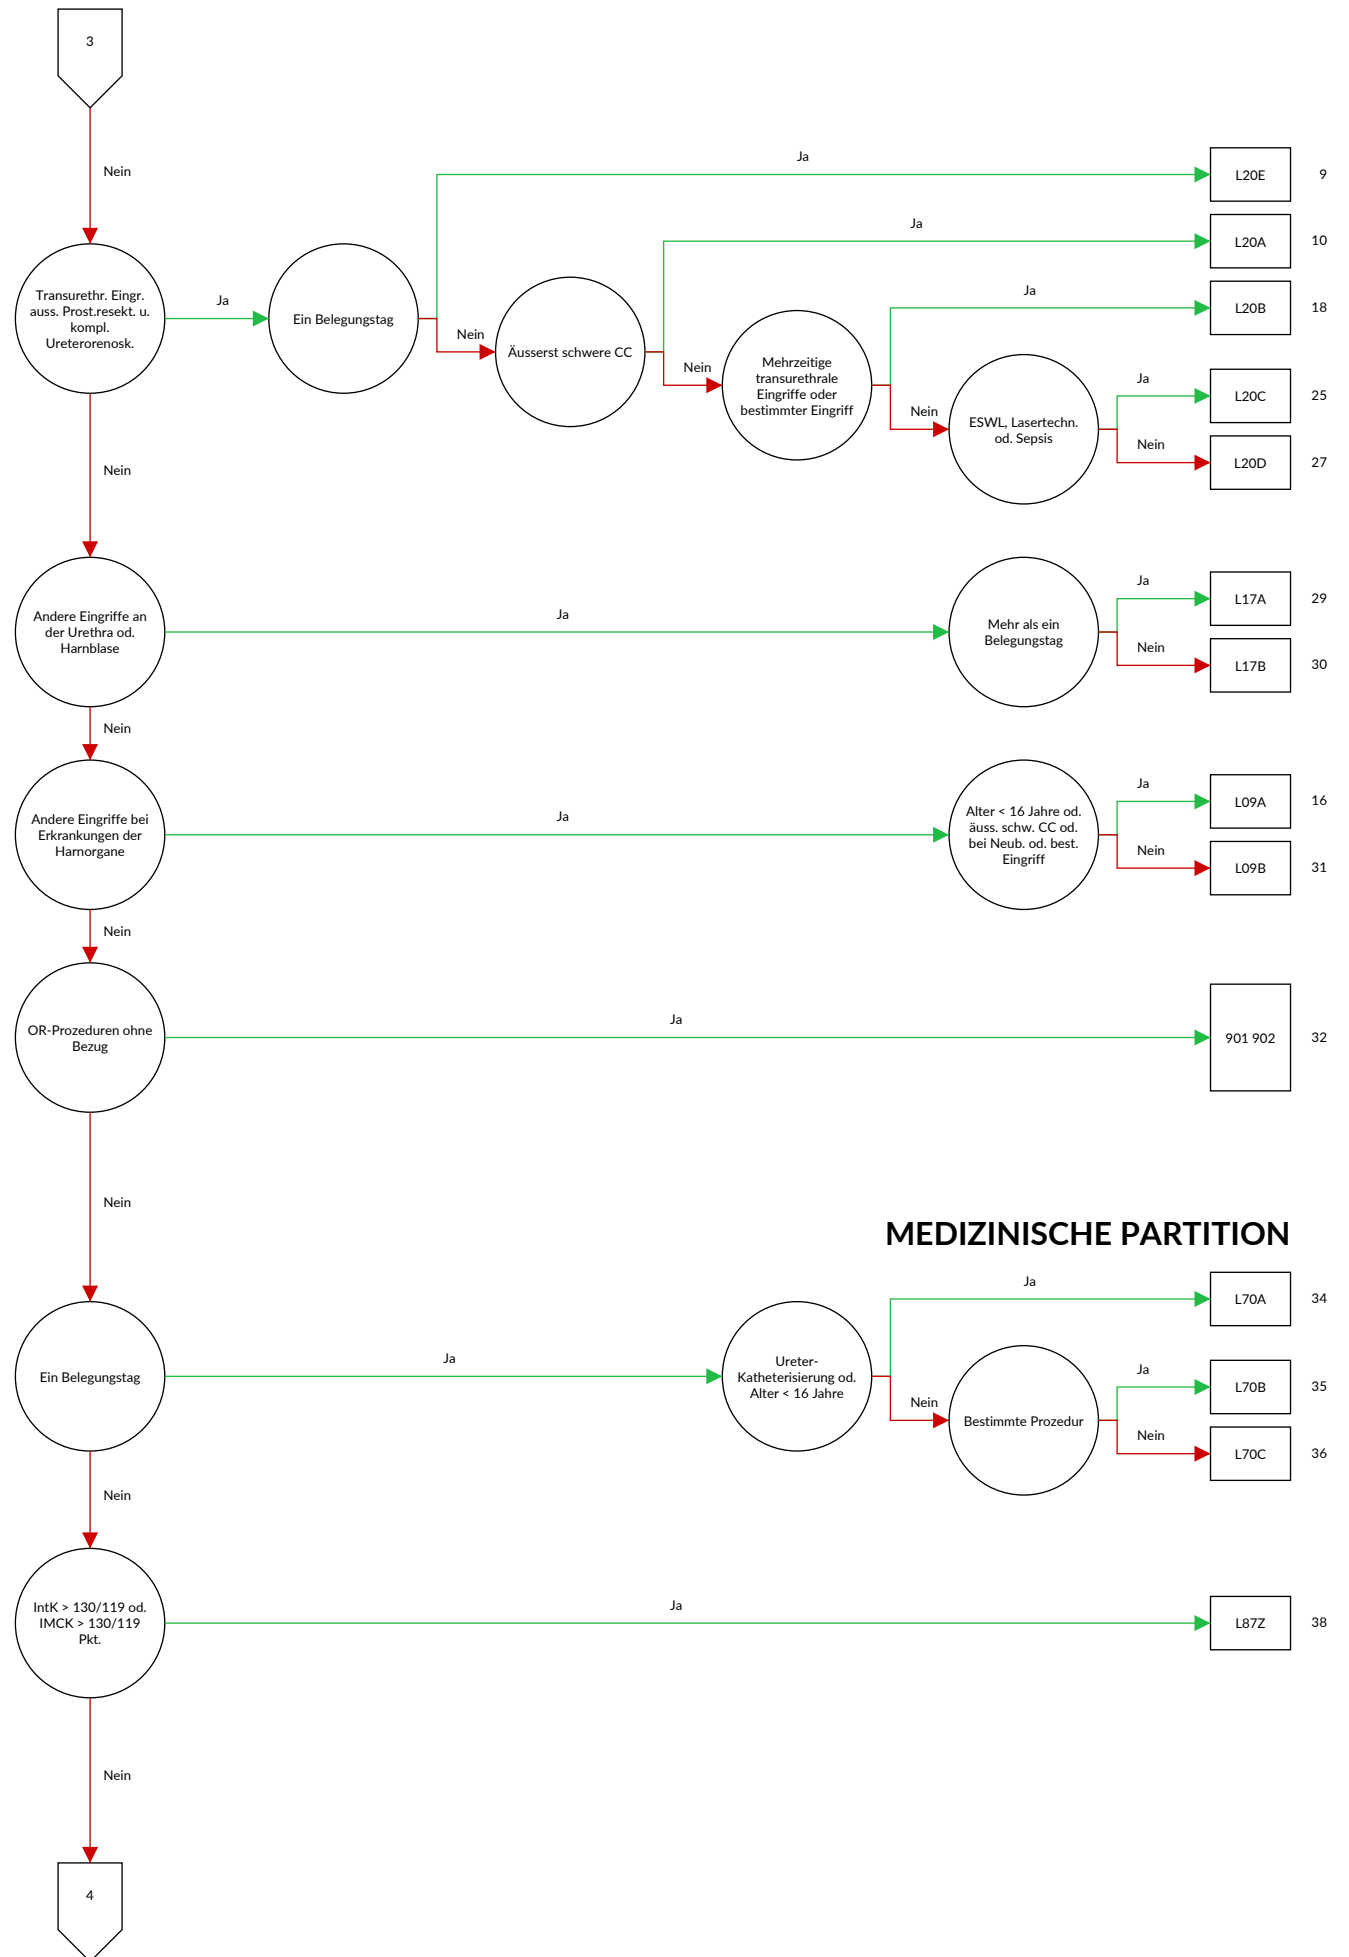 3
Nein
Ja
L20E
9
Ja
L20A
10
Ja
L20B
18
Transurethr. Eingr.
auss. Prost.resekt. u.
kompl.
Ureterorenosk.
Ja
Ein Belegungstag
Nein
Äusserst schwere CC
Nein
Mehrzeitige
transurethrale
Eingriffe oder
bestimmter Eingriff
Nein
ESWL, Lasertechn.
od. Sepsis
Ja
L20C
25
Nein
L20D
27
Nein
Andere Eingriffe an
der Urethra od.
Harnblase
Ja
Mehr als ein
Belegungstag
Ja
L17A
29
Nein
L17B
30
Nein
Andere Eingriffe bei
Erkrankungen der
Harnorgane
Ja
Alter < 16 Jahre od.
äuss. schw. CC od.
bei Neub. od. best.
Eingriff
Ja
L09A
16
Nein
L09B
31
Nein
OR-Prozeduren ohne
Bezug
Ja
901 902
32
Nein
MEDIZINISCHE PARTITION
Ein Belegungstag
Ja
Ureter-
Katheterisierung od.
Alter < 16 Jahre
Ja
L70A
34
Nein
Bestimmte Prozedur
Ja
L70B
35
Nein
L70C
36
Nein
IntK > 130/119 od.
IMCK > 130/119
Pkt.
Ja
L87Z
38
Nein
4